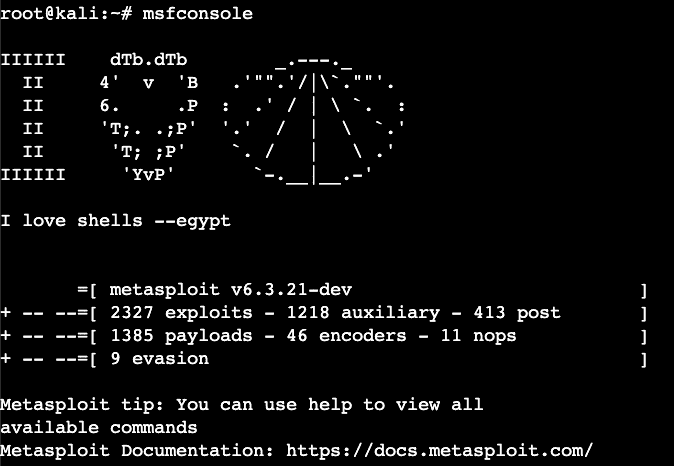 root@kali:~# msfconsole

IIIIII    dTb.dTb        _.---._
  II     4'  v  'B   .'"".'/|\`.""'.
  II     6.     .P  :  .' / | \ `.  :
  II     'T;. .;P'  '.'  /  |  \  `.'
  II      'T; ;P'    `. /   |   \ .'
IIIIII     'YvP'       `-.__|__.-'

I love shells --egypt

       =[ metasploit v6.3.21-dev                          ]
+ -- --=[ 2327 exploits - 1218 auxiliary - 413 post       ]
+ -- --=[ 1385 payloads - 46 encoders - 11 nops           ]
+ -- --=[ 9 evasion                                       ]

Metasploit tip: You can use help to view all
available commands
Metasploit Documentation: https://docs.metasploit.com/